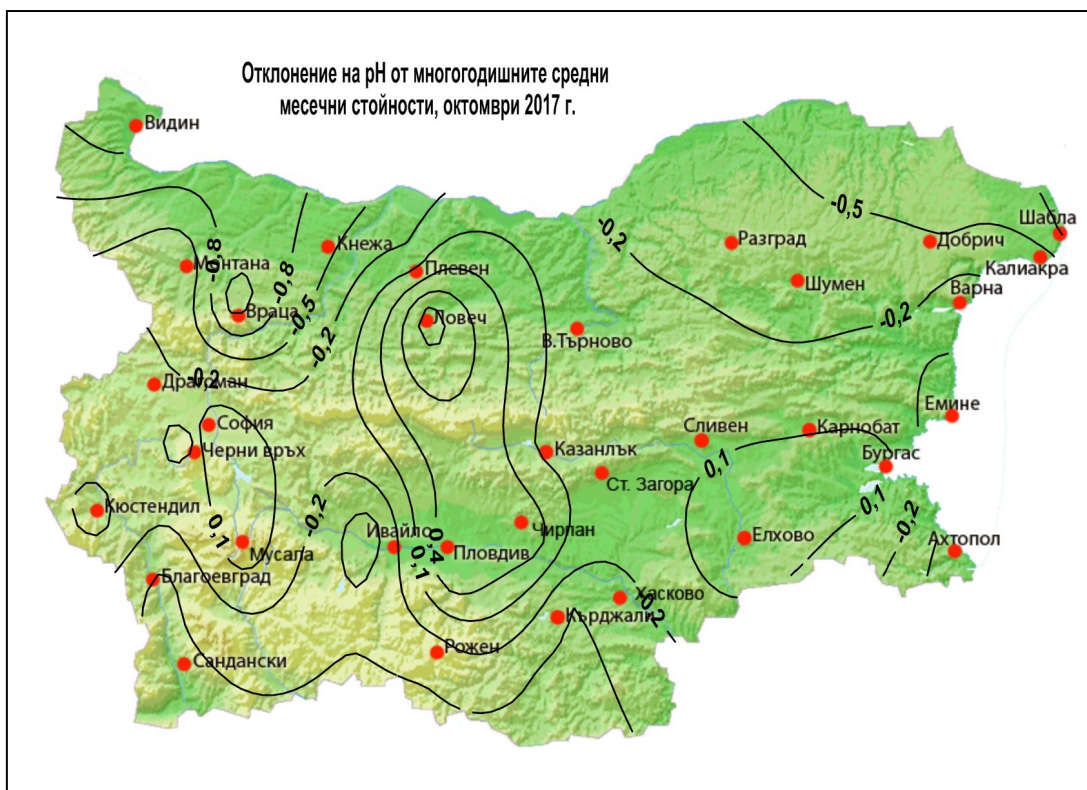 Отклонение на pH от многогодишните средни
месечни стойности, октомври 2017 г.
Видин
Шабла
-0,5
-0,2
Кнежа
Разград
Добрич
-0,8
Монтана
-0,8
Плевен
Калиакра
Шумен
Варна
Враца
-0,5
Ловеч
-0,2
-0,2
В.Търново
-0,2
Драгоман
Емине
София
Сливен
Карнобат
Черни връх
Казанлък
0,1
Бургас
Ст. Загора
Кюстендил
-0,2
0,1
0,1
Ивайло
Чирпан
-0,2
Мусала
0,4
Пловдив
Елхово
Ахтопол
0,1
Благоевград
Хасково
-0,2
Кърджали
Рожен
Сандански